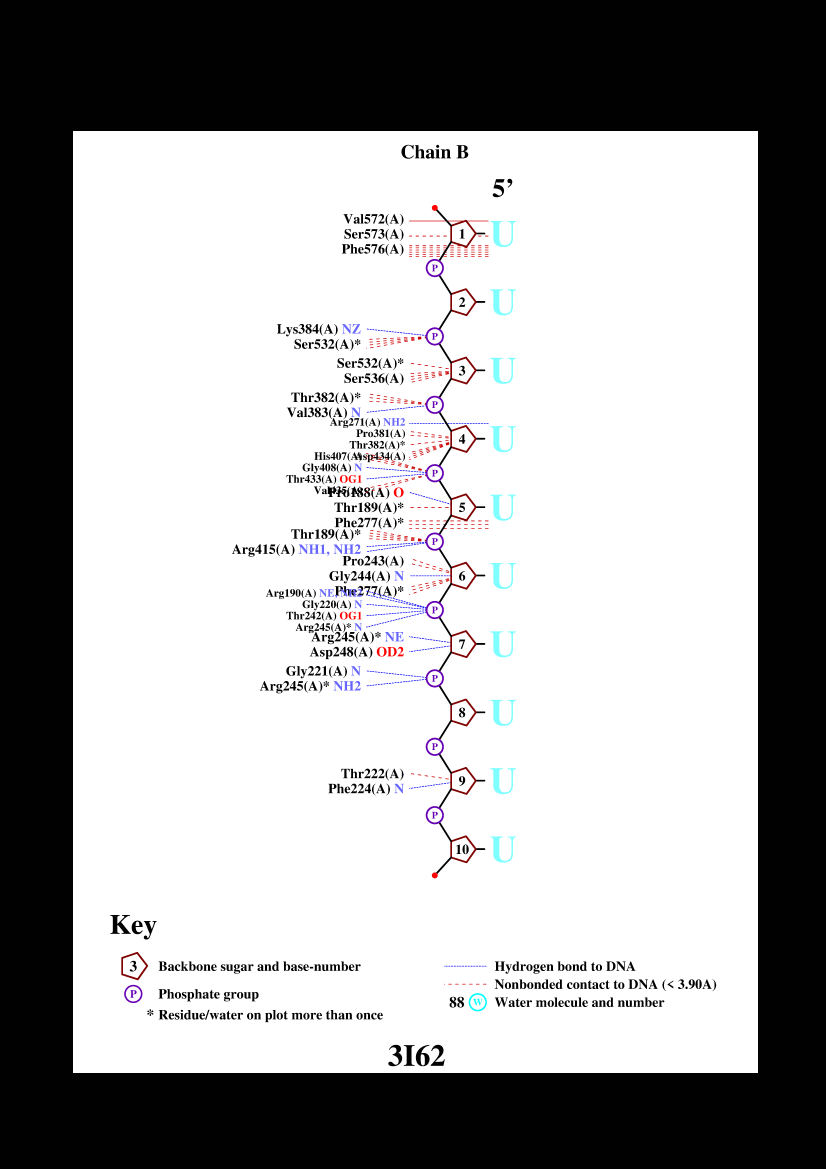 Chain B
5’
Val572(A)
Ser573(A)
Phe576(A)
1 U
P
2 U
Lys384(A) NZ
Ser532(A)*
P
Ser532(A)*
Ser536(A)
3 U
Thr382(A)*
Val383(A) N
P
Arg271(A) NH2
Pro381(A)
Thr382(A)*
Asp434(A)
4 U
His407(A)
Gly408(A) N
Thr433(A) OG1
P
Pro188(A) O
Thr189(A)*
Phe277(A)*
5 U
Thr189(A)*
Arg415(A) NH1, NH2
P
Pro243(A)
Gly244(A) N
Phe277(A)*
6 U
Arg190(A)
Gly220(A) N
Thr242(A) OG1
Arg245(A)* N
P
Arg245(A)* NE
Asp248(A) OD2
7 U
Gly221(A) N
Arg245(A)* NH2
P
8 U
P
Thr222(A)
Phe224(A) N
9 U
P
10 U
Key
3 Backbone sugar and base-number
P Phosphate group
* Residue/water on plot more than once
Hydrogen bond to DNA
Nonbonded contact to DNA (< 3.90A)
88 W Water molecule and number
3I62